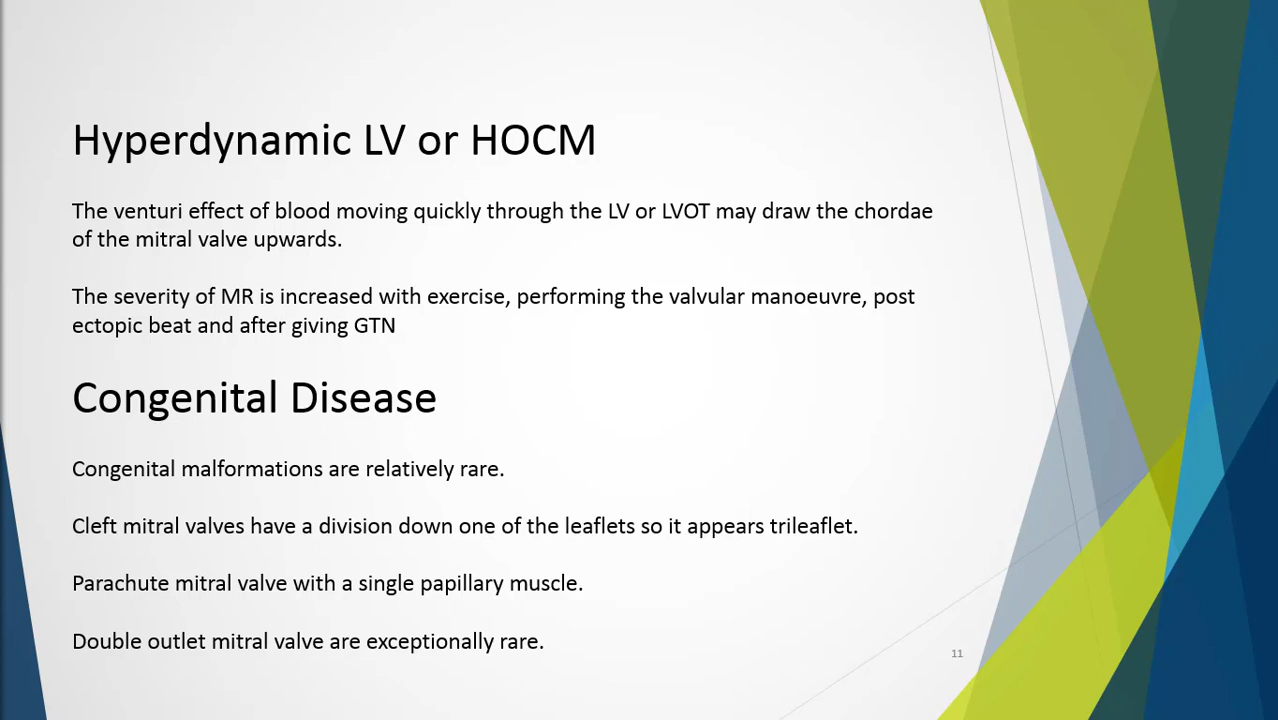 Hyperdynamic LV or HOCM
The venturi effect of blood moving quickly through the LV or LVOT may draw the chordae
of the mitral valve upwards.
The severity of MR is increased with exercise, performing the valvular manoeuvre, post
ectopic beat and after giving GTN
Congenital Disease
Congenital malformations are relatively rare.
Cleft mitral valves have a division down one of the leaflets so it appears trileaflet.
Parachute mitral valve with a single papillary muscle.
Double outlet mitral valve are exceptionally rare.
11